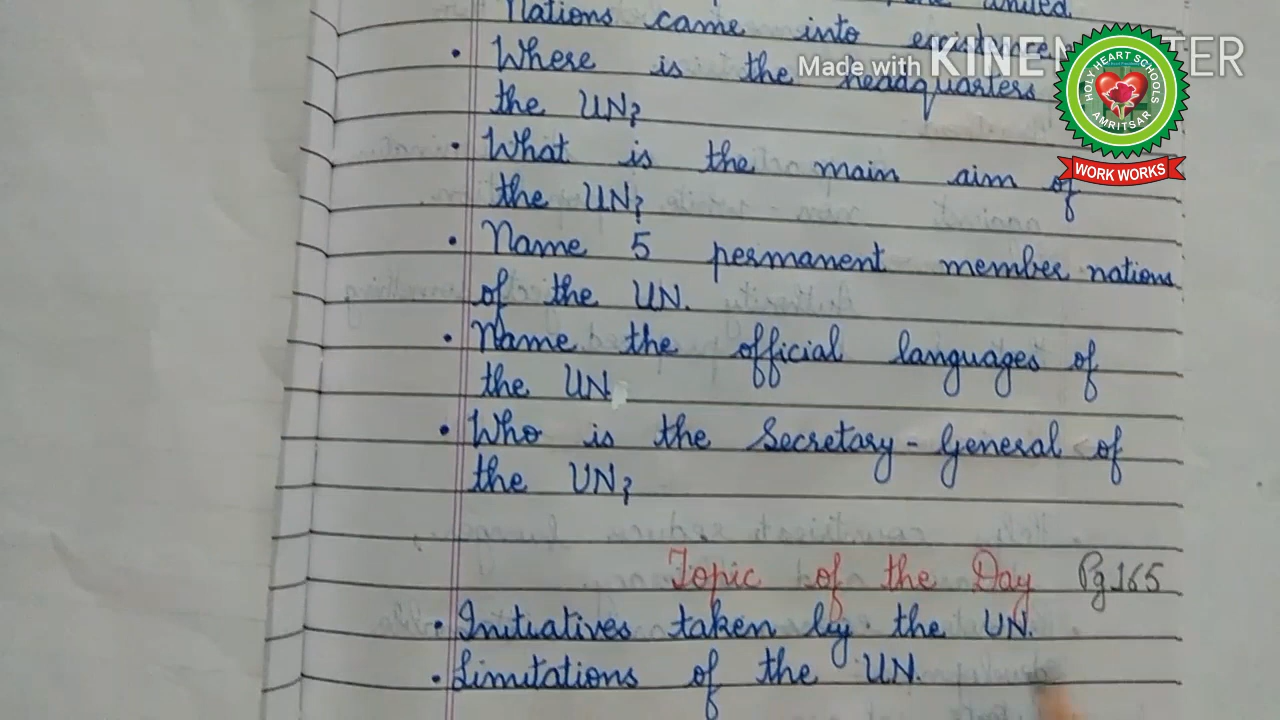 united
Nations came into existence
Made with KINEMASTER
• Where is the headquarters
the UN?
• What is the main aim of
the UN?
• Name 5 permanent member nations
of the UN.
• Name the official languages of
the UN
• Who is the Secretary-General of
the UN?
Topic of the Day Pg 165
• Initiatives taken by the UN.
• Limitations of the UN.
HOLY HEART SCHOOLS
AMRITSAR
WORK WORKS